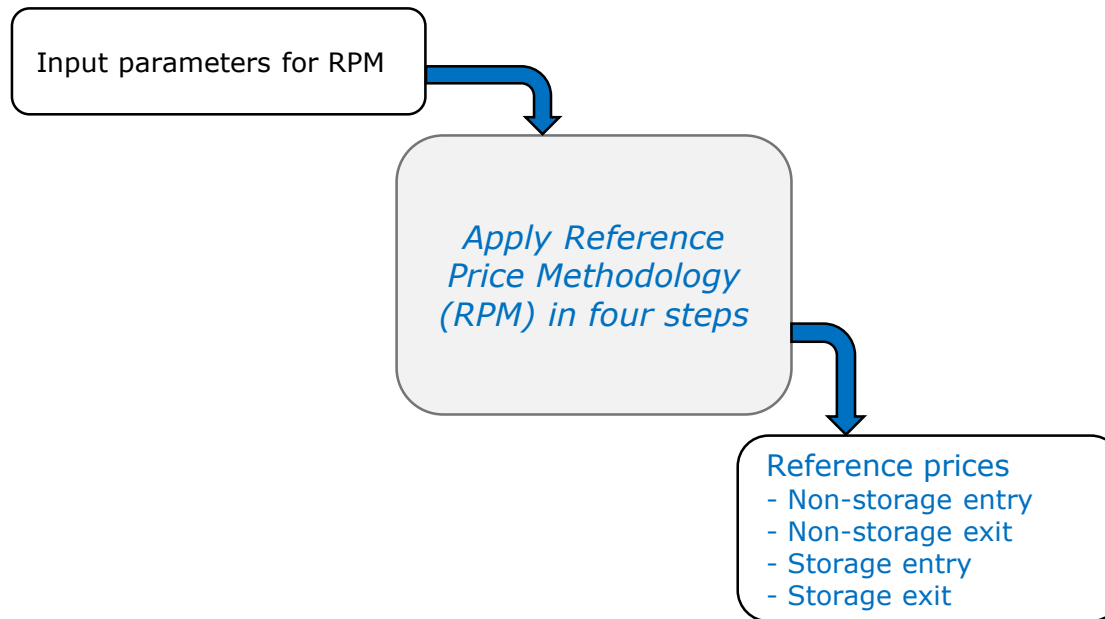 Input parameters for RPM
Apply Reference
Price Methodology
(RPM) in four steps
Reference prices
- Non-storage entry
- Non-storage exit
- Storage entry
- Storage exit